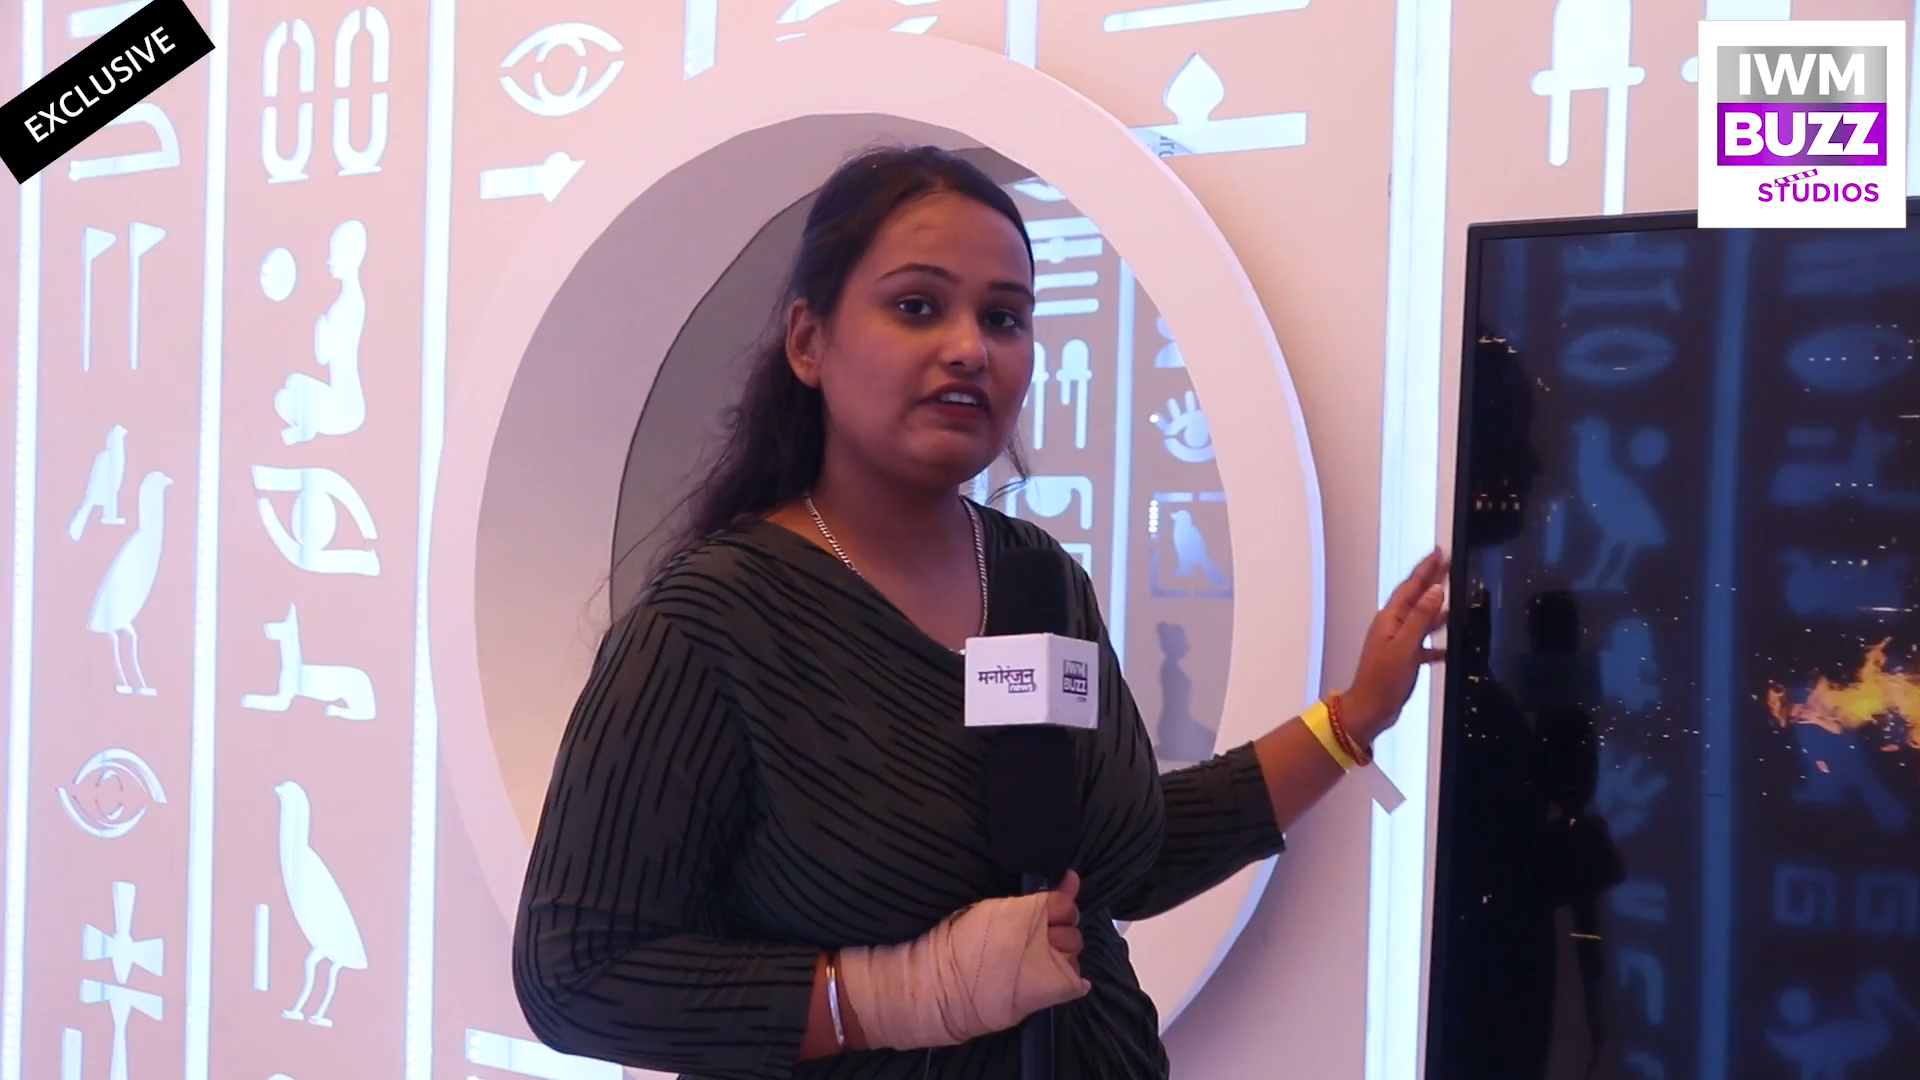 EXCLUSIVE
IWM
BUZZ
STUDIOS
मनोरंजन
news
IWM
BUZZ